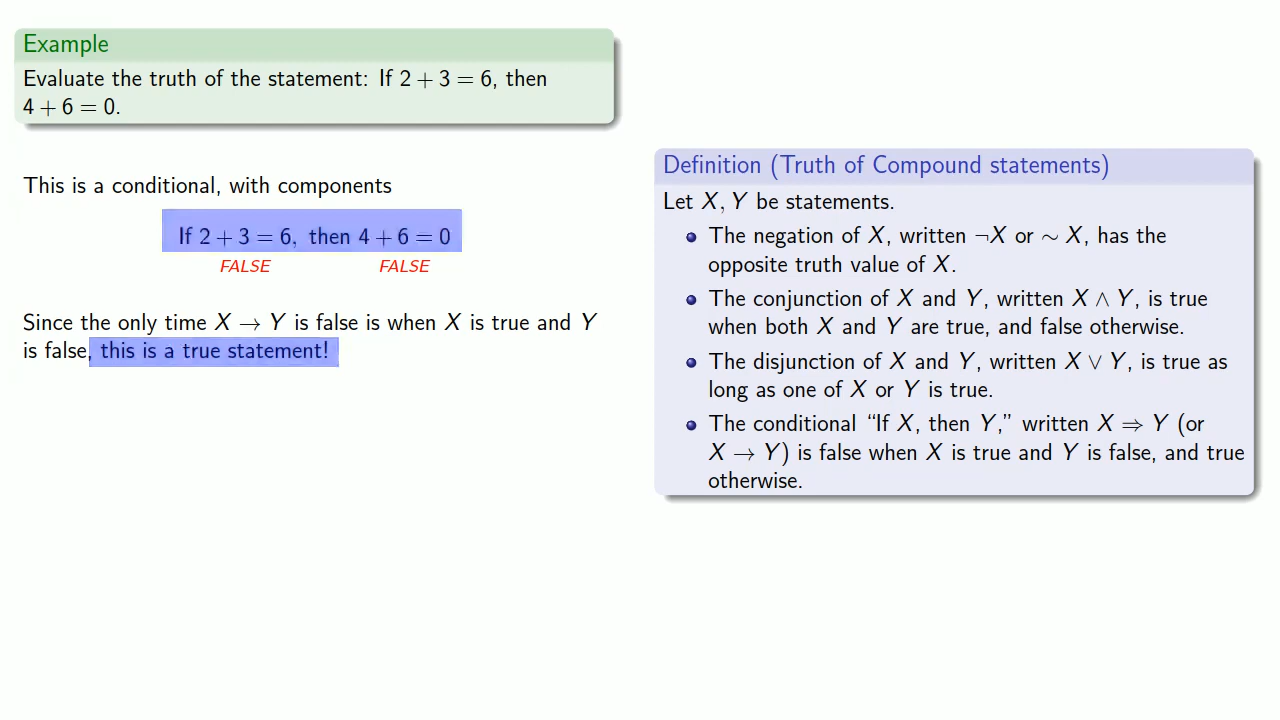 Example
Evaluate the truth of the statement: If 2 + 3 = 6, then
4 + 6 = 0.
This is a conditional, with components
If 2 + 3 = 6, then 4 + 6 = 0
FALSE FALSE
Since the only time X → Y is false is when X is true and Y
is false, this is a true statement!
Definition (Truth of Compound statements)
Let X, Y be statements.
• The negation of X, written ¬X or ∼ X, has the
opposite truth value of X.
• The conjunction of X and Y, written X ∧ Y, is true
when both X and Y are true, and false otherwise.
• The disjunction of X and Y, written X ∨ Y, is true as
long as one of X or Y is true.
• The conditional “If X, then Y,” written X ⇒ Y (or
X → Y) is false when X is true and Y is false, and true
otherwise.